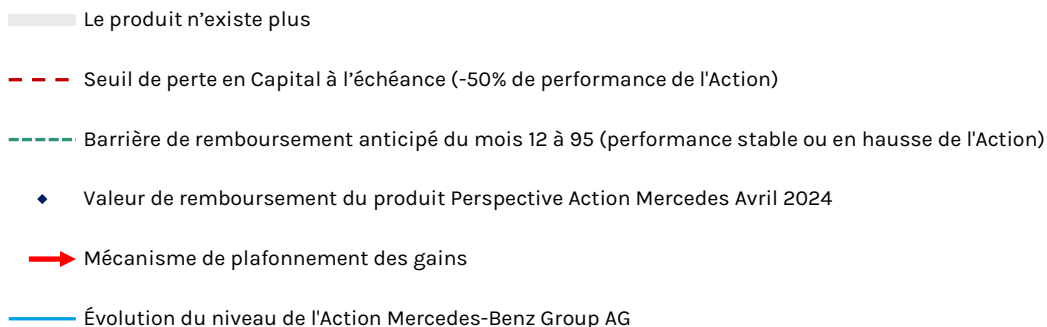 Le produit n’existe plus
Seuil de perte en Capital à l’échéance (-50% de performance de l'Action)
Barrière de remboursement anticipé du mois 12 à 95 (performance stable ou en hausse de l'Action)
Valeur de remboursement du produit Perspective Action Mercedes Avril 2024
Mécanisme de plafonnement des gains
Évolution du niveau de l'Action Mercedes-Benz Group AG